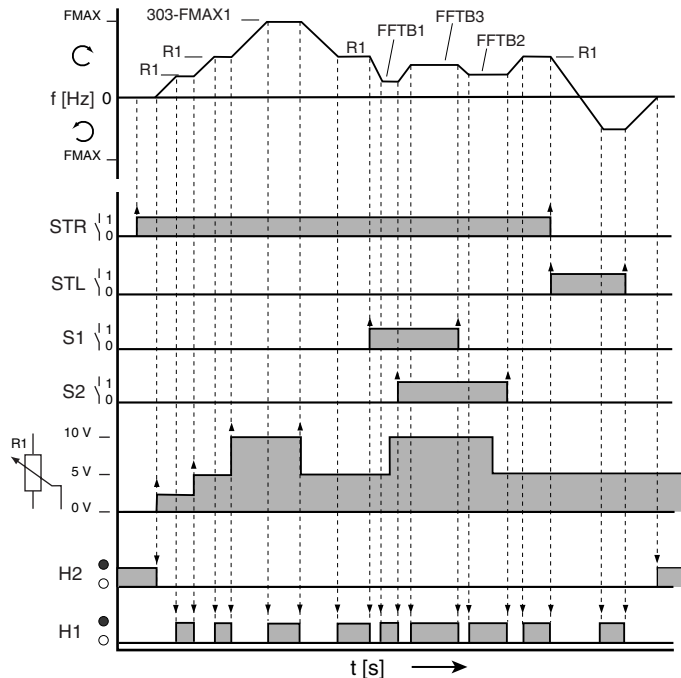 FMAX
303-FMAX1
R1
R1
R1
FFTB1
FFTB3
FFTB2
R1
f [Hz] 0
FMAX
STR 1
0
STL 1
0
S1 1
0
S2 1
0
R1
10 V
5 V
0 V
H2
H1
t [s]